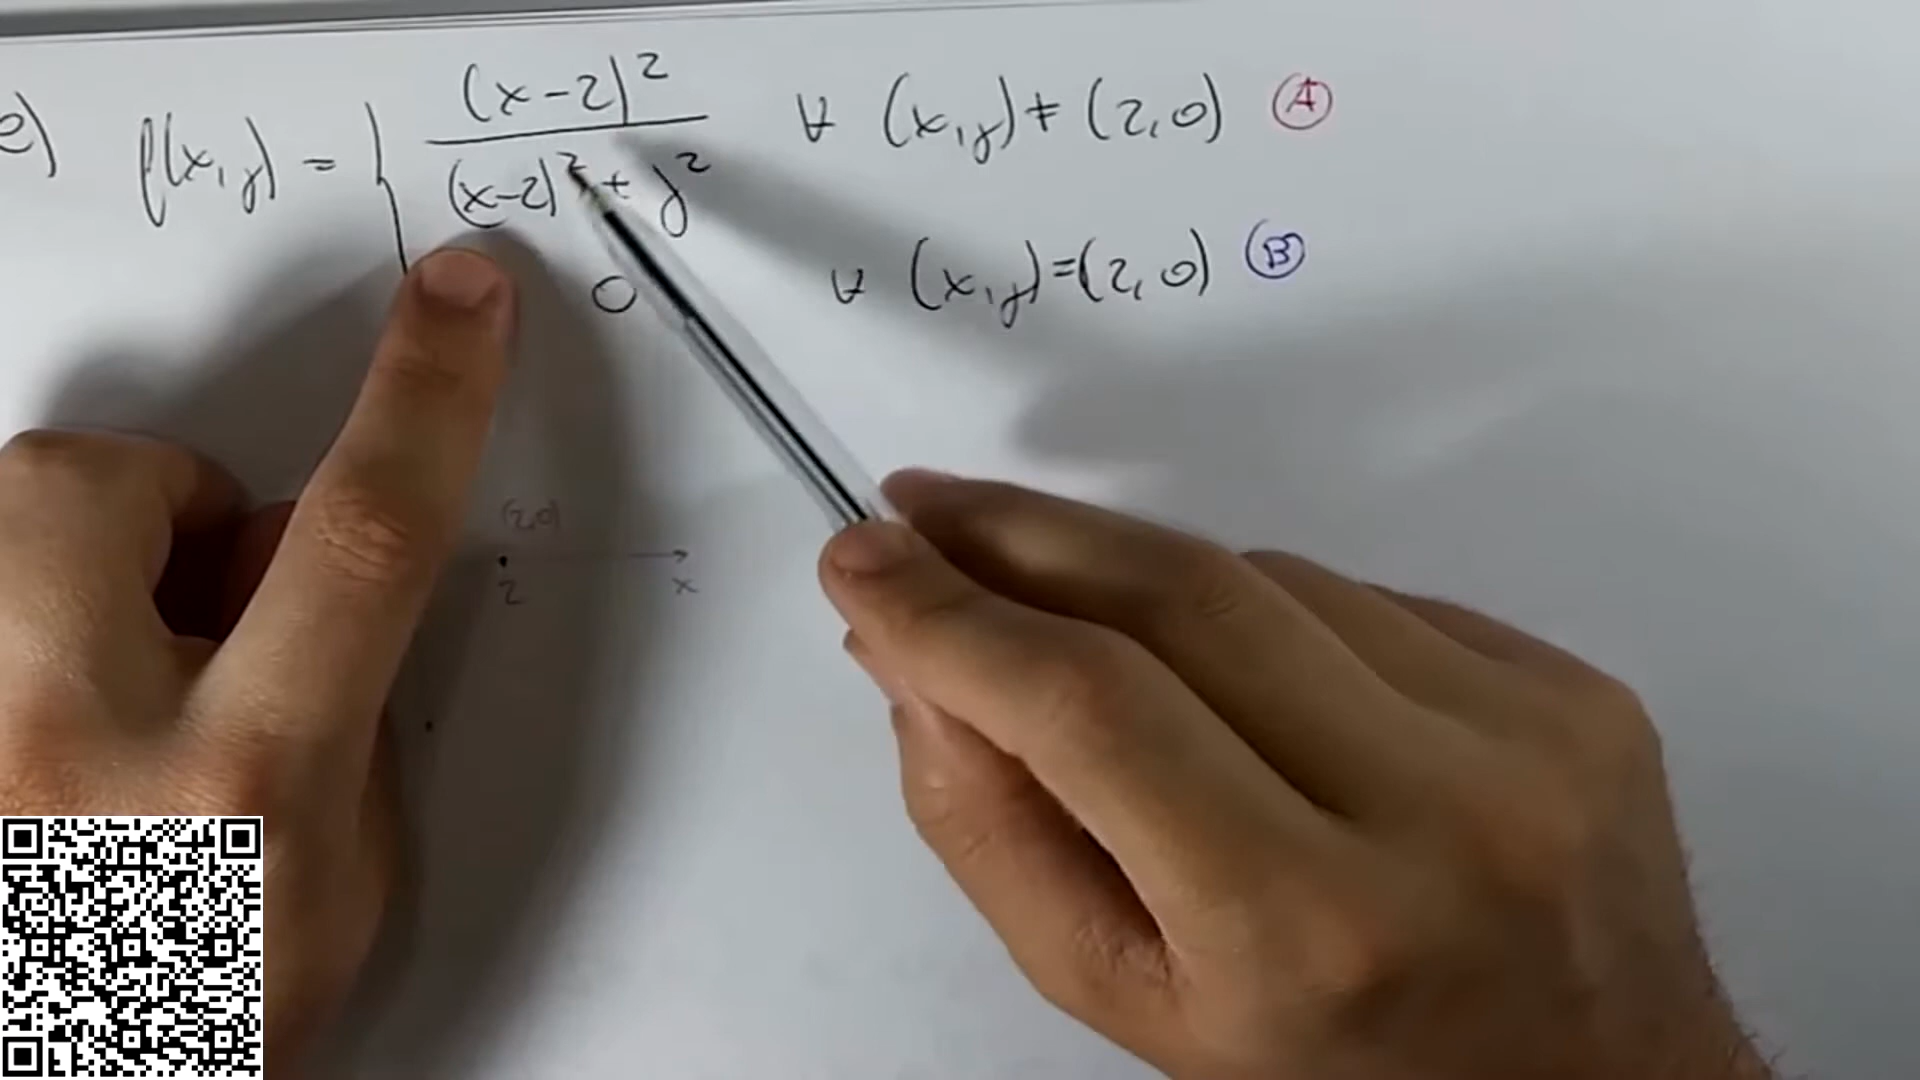 e) f(x,y) = { (x-2)² / (x-2)² + y² ∀ (x,y) ≠ (2,0) Ⓐ
0 ∀ (x,y) = (2,0) Ⓑ
(2,0)
2 x